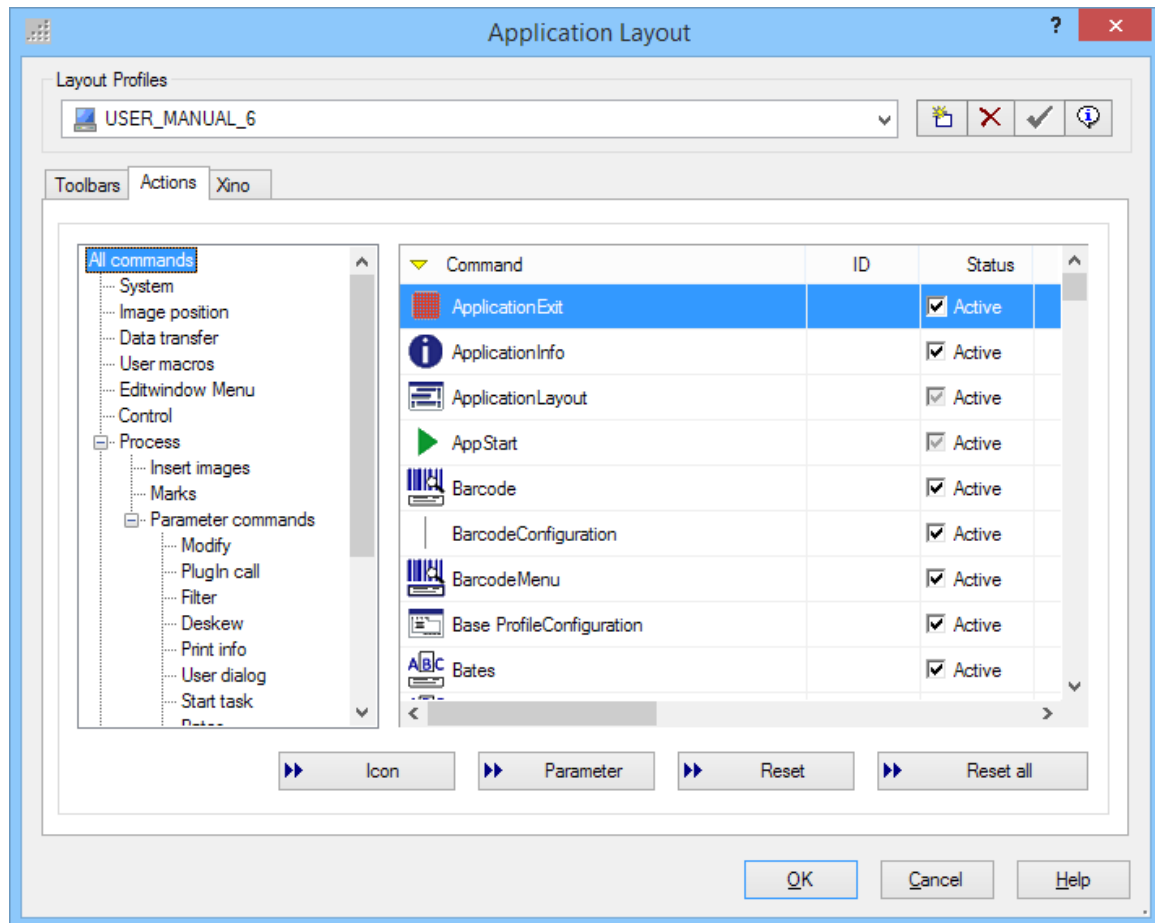 Application Layout
?
Layout Profiles
USER_MANUAL_6
Toolbars Actions Xino
All commands
System
Image position
Data transfer
User macros
Editwindow Menu
Control
Process
Insert images
Marks
Parameter commands
Modify
PlugIn call
Filter
Deskew
Print info
User dialog
Start task
Command ID Status
ApplicationExit Active
ApplicationInfo Active
ApplicationLayout Active
AppStart Active
Barcode Active
BarcodeConfiguration Active
BarcodeMenu Active
Base ProfileConfiguration Active
ABC Bates Active
Icon Parameter Reset Reset all
OK Cancel Help